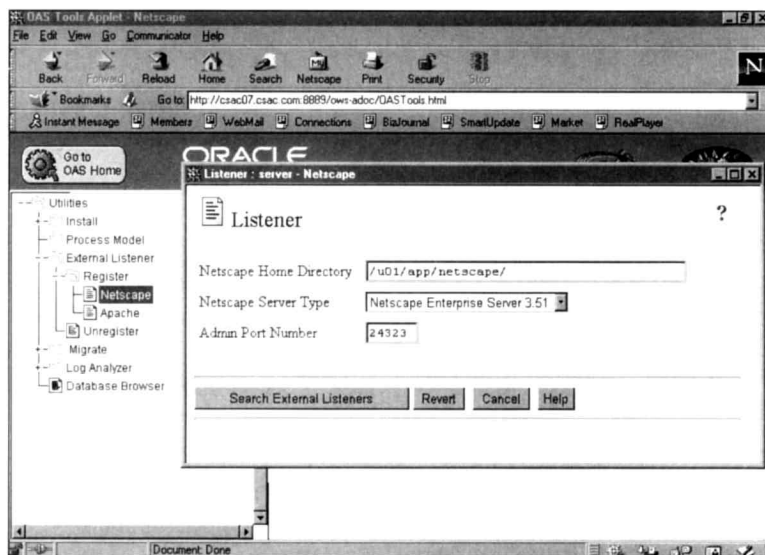 OAS Tools Applet - Netscape
File Edit View Go Communicator Help
Back Forward Reload Home Search Netscape Print Security Stop
Bookmarks Go to: http://csac07.csac.com:8889/ows-adoc/OASTools.html
Instant Message Members WebMail Connections BizJournal SmartUpdate Market RealPlayer
Go to
OAS Home
ORACLE
Listener : server - Netscape
Utilities
Install
Process Model
External Listener
Register
Netscape
Apache
Unregister
Migrate
Log Analyzer
Database Browser
Listener
?
Netscape Home Directory /u01/app/netscape/
Netscape Server Type Netscape Enterprise Server 3.51
Admin Port Number 24323
Search External Listeners Revert Cancel Help
Document: Done